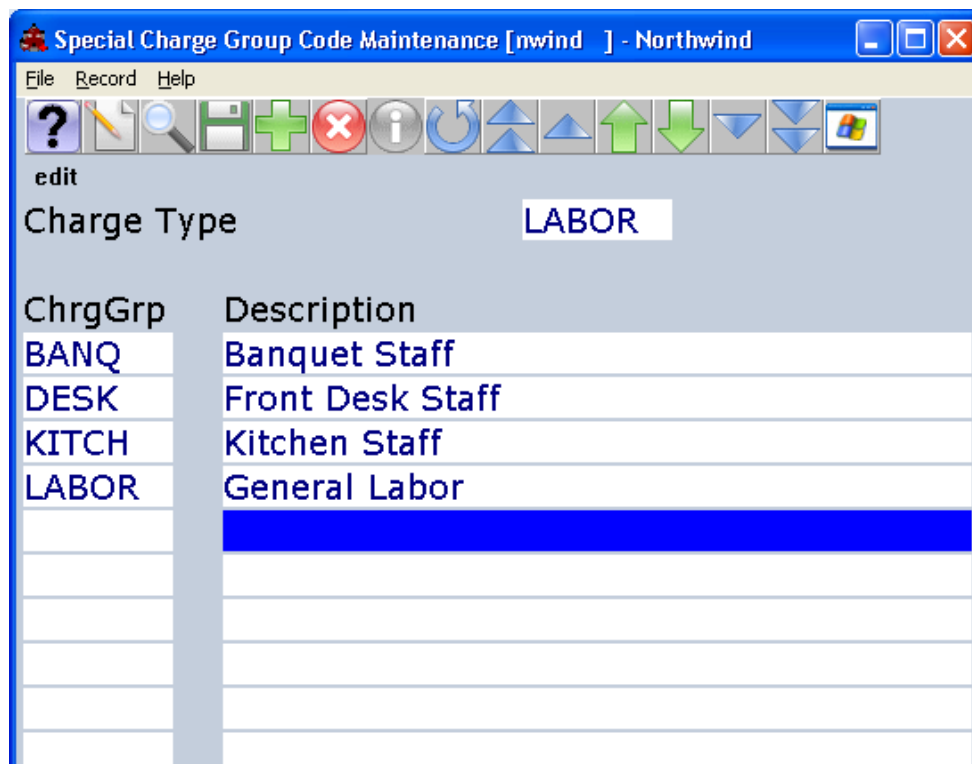 Special Charge Group Code Maintenance [nwind   ] - Northwind
File Record Help
edit
Charge Type LABOR
ChrgGrp Description
BANQ Banquet Staff
DESK Front Desk Staff
KITCH Kitchen Staff
LABOR General Labor